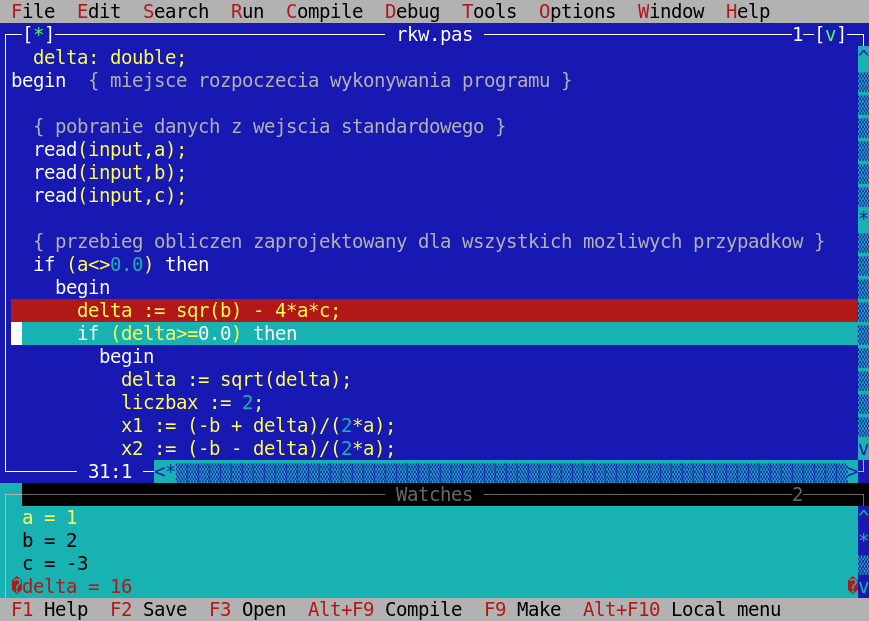 File Edit Search Run Compile Debug Tools Options Window Help
[*] rkw.pas 1 [v]
delta: double;
begin { miejsce rozpoczecia wykonywania programu }
{ pobranie danych z wejscia standardowego }
read(input,a);
read(input,b);
read(input,c);
{ przebieg obliczen zaprojektowany dla wszystkich mozliwych przypadkow }
if (a<>0.0) then
begin
delta := sqr(b) - 4*a*c;
if (delta>=0.0) then
begin
delta := sqrt(delta);
liczbax := 2;
x1 := (-b + delta)/(2*a);
x2 := (-b - delta)/(2*a);
31:1
Watches 2
a = 1
b = 2
c = -3
�delta = 16 �
F1 Help F2 Save F3 Open Alt+F9 Compile F9 Make Alt+F10 Local menu